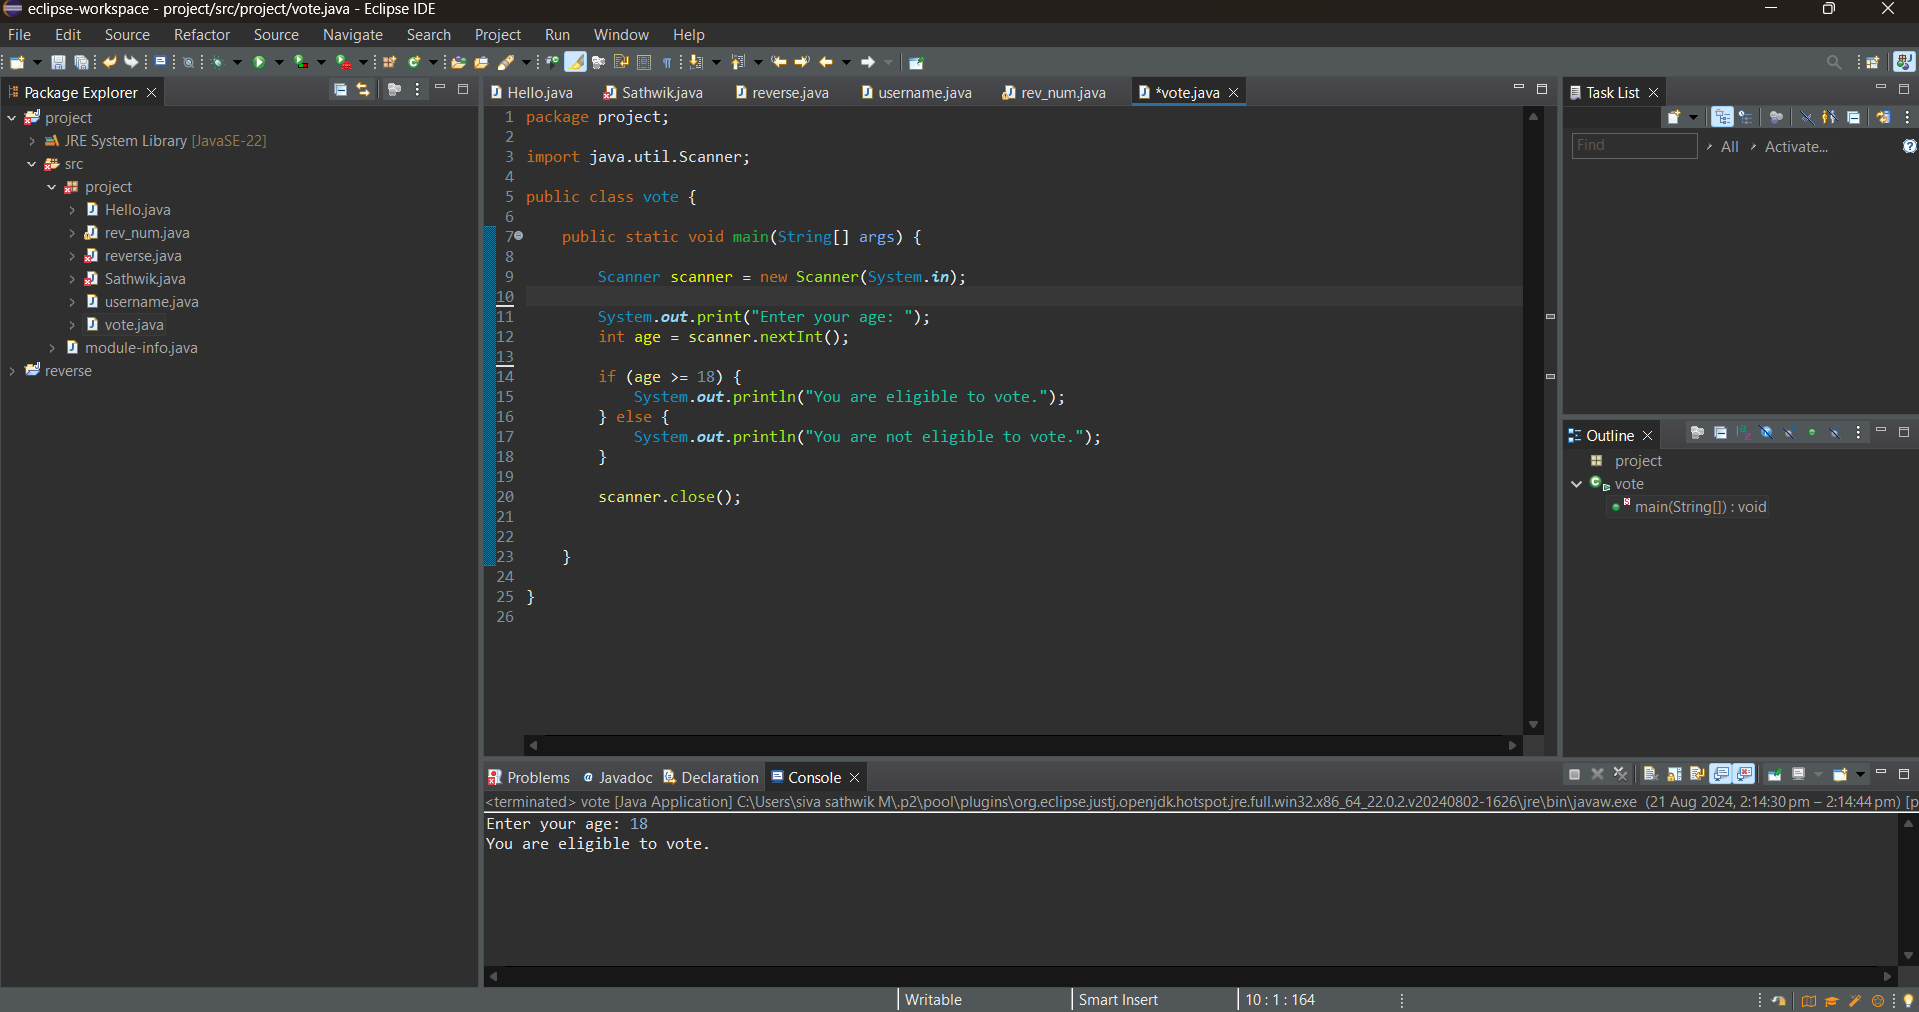 eclipse-workspace - project/src/project/vote.java - Eclipse IDE
File Edit Source Refactor Source Navigate Search Project Run Window Help
Package Explorer
project
JRE System Library [JavaSE-22]
src
project
Hello.java
rev_num.java
reverse.java
Sathwik.java
username.java
vote.java
module-info.java
reverse
Hello.java Sathwik.java reverse.java username.java rev_num.java *vote.java
1 package project;
2
3 import java.util.Scanner;
4
5 public class vote {
6
7 public static void main(String[] args) {
8
9 Scanner scanner = new Scanner(System.in);
10
11 System.out.print("Enter your age: ");
12 int age = scanner.nextInt();
13
14 if (age >= 18) {
15 System.out.println("You are eligible to vote.");
16 } else {
17 System.out.println("You are not eligible to vote.");
18 }
19
20 scanner.close();
21
22
23 }
24
25 }
26
Task List
Find All Activate...
Outline
project
vote
main(String[]) : void
Problems Javadoc Declaration Console
<terminated> vote [Java Application] C:\Users\siva sathwik M\.p2\pool\plugins\org.eclipse.justj.openjdk.hotspot.jre.full.win32.x86_64_22.0.2.v20240802-1626\jre\bin\javaw.exe (21 Aug 2024, 2:14:30 pm – 2:14:44 pm) [p
Enter your age: 18
You are eligible to vote.
Writable Smart Insert 10 : 1 : 164